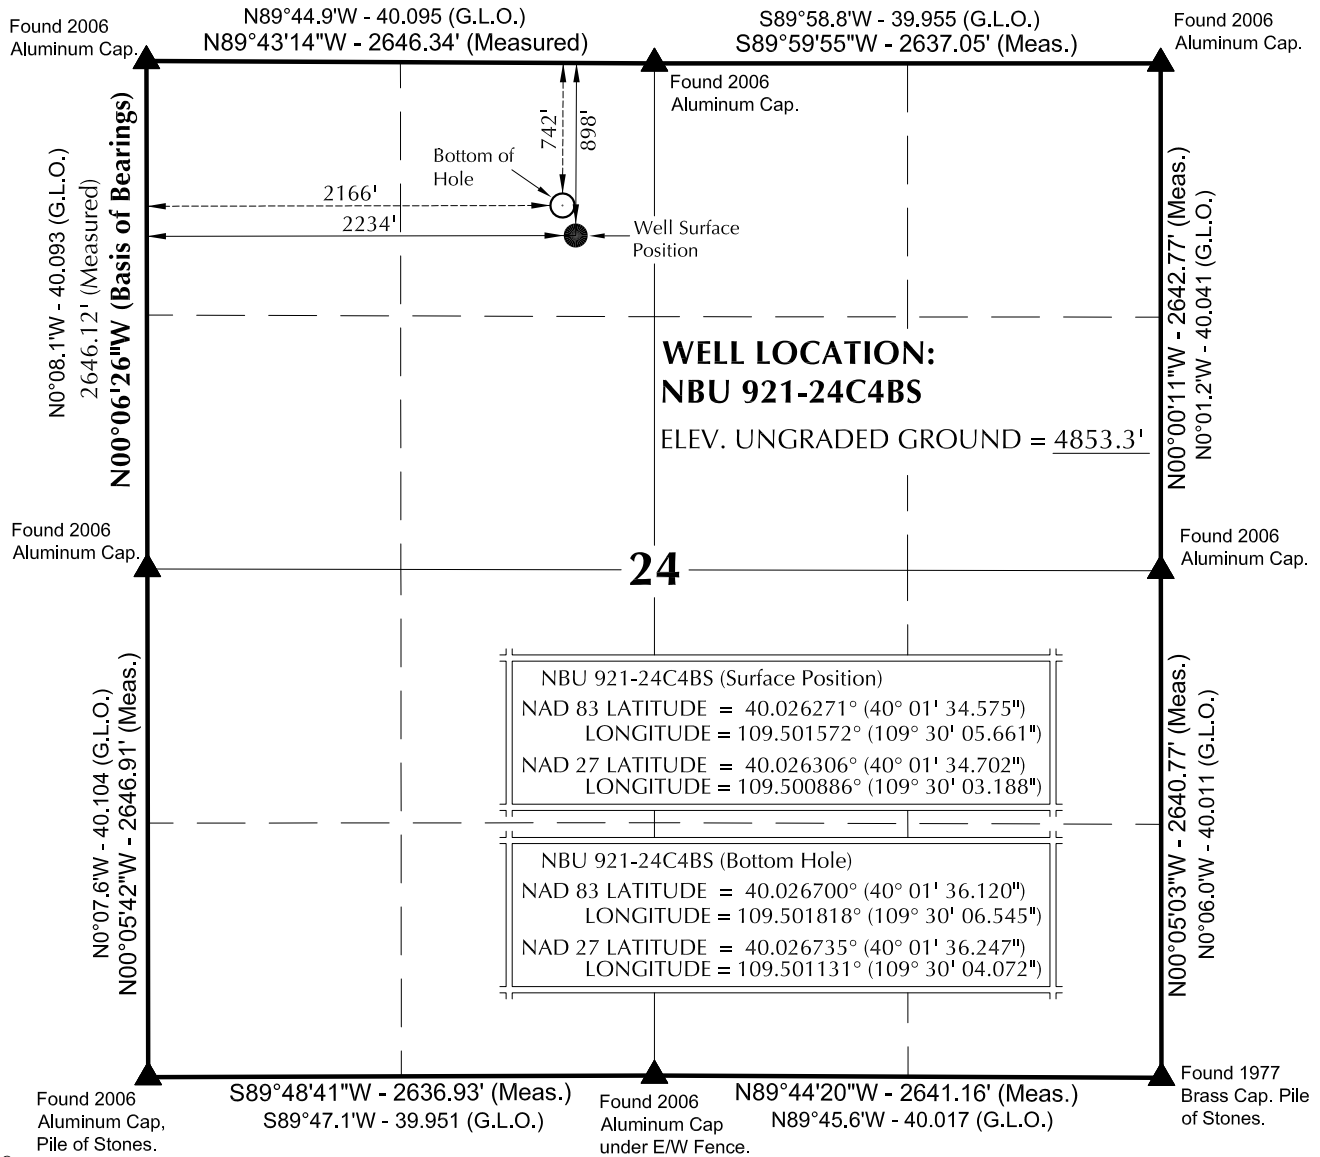 N89°44.9'W - 40.095 (G.L.O.)
N89°43'14"W - 2646.34' (Measured)
S89°58.8'W - 39.955 (G.L.O.)
S89°59'55"W - 2637.05' (Meas.)
Found 2006
Aluminum Cap.
Found 2006
Aluminum Cap.
Found 2006
Aluminum Cap.
N0°08.1'W - 40.093 (G.L.O.)
2646.12' (Measured)
N00°06'26"W (Basis of Bearings)
742'
898'
Bottom of
Hole
2166'
2234'
Well Surface
Position
N00°00'11"W - 2642.77' (Meas.)
N0°01.2'W - 40.041 (G.L.O.)
WELL LOCATION:
NBU 921-24C4BS
ELEV. UNGRADED GROUND = 4853.3'
Found 2006
Aluminum Cap.
24
Found 2006
Aluminum Cap.
N0°07.6'W - 40.104 (G.L.O.)
N00°05'42"W - 2646.91' (Meas.)
NBU 921-24C4BS (Surface Position)
NAD 83 LATITUDE = 40.026271° (40° 01' 34.575")
LONGITUDE = 109.501572° (109° 30' 05.661")
NAD 27 LATITUDE = 40.026306° (40° 01' 34.702")
LONGITUDE = 109.500886° (109° 30' 03.188")
NBU 921-24C4BS (Bottom Hole)
NAD 83 LATITUDE = 40.026700° (40° 01' 36.120")
LONGITUDE = 109.501818° (109° 30' 06.545")
NAD 27 LATITUDE = 40.026735° (40° 01' 36.247")
LONGITUDE = 109.501131° (109° 30' 04.072")
N00°05'03"W - 2640.77' (Meas.)
N0°06.0'W - 40.011 (G.L.O.)
Found 2006
Aluminum Cap,
Pile of Stones.
S89°48'41"W - 2636.93' (Meas.)
S89°47.1'W - 39.951 (G.L.O.)
Found 2006
Aluminum Cap
under E/W Fence.
N89°44'20"W - 2641.16' (Meas.)
N89°45.6'W - 40.017 (G.L.O.)
Found 1977
Brass Cap. Pile
of Stones.